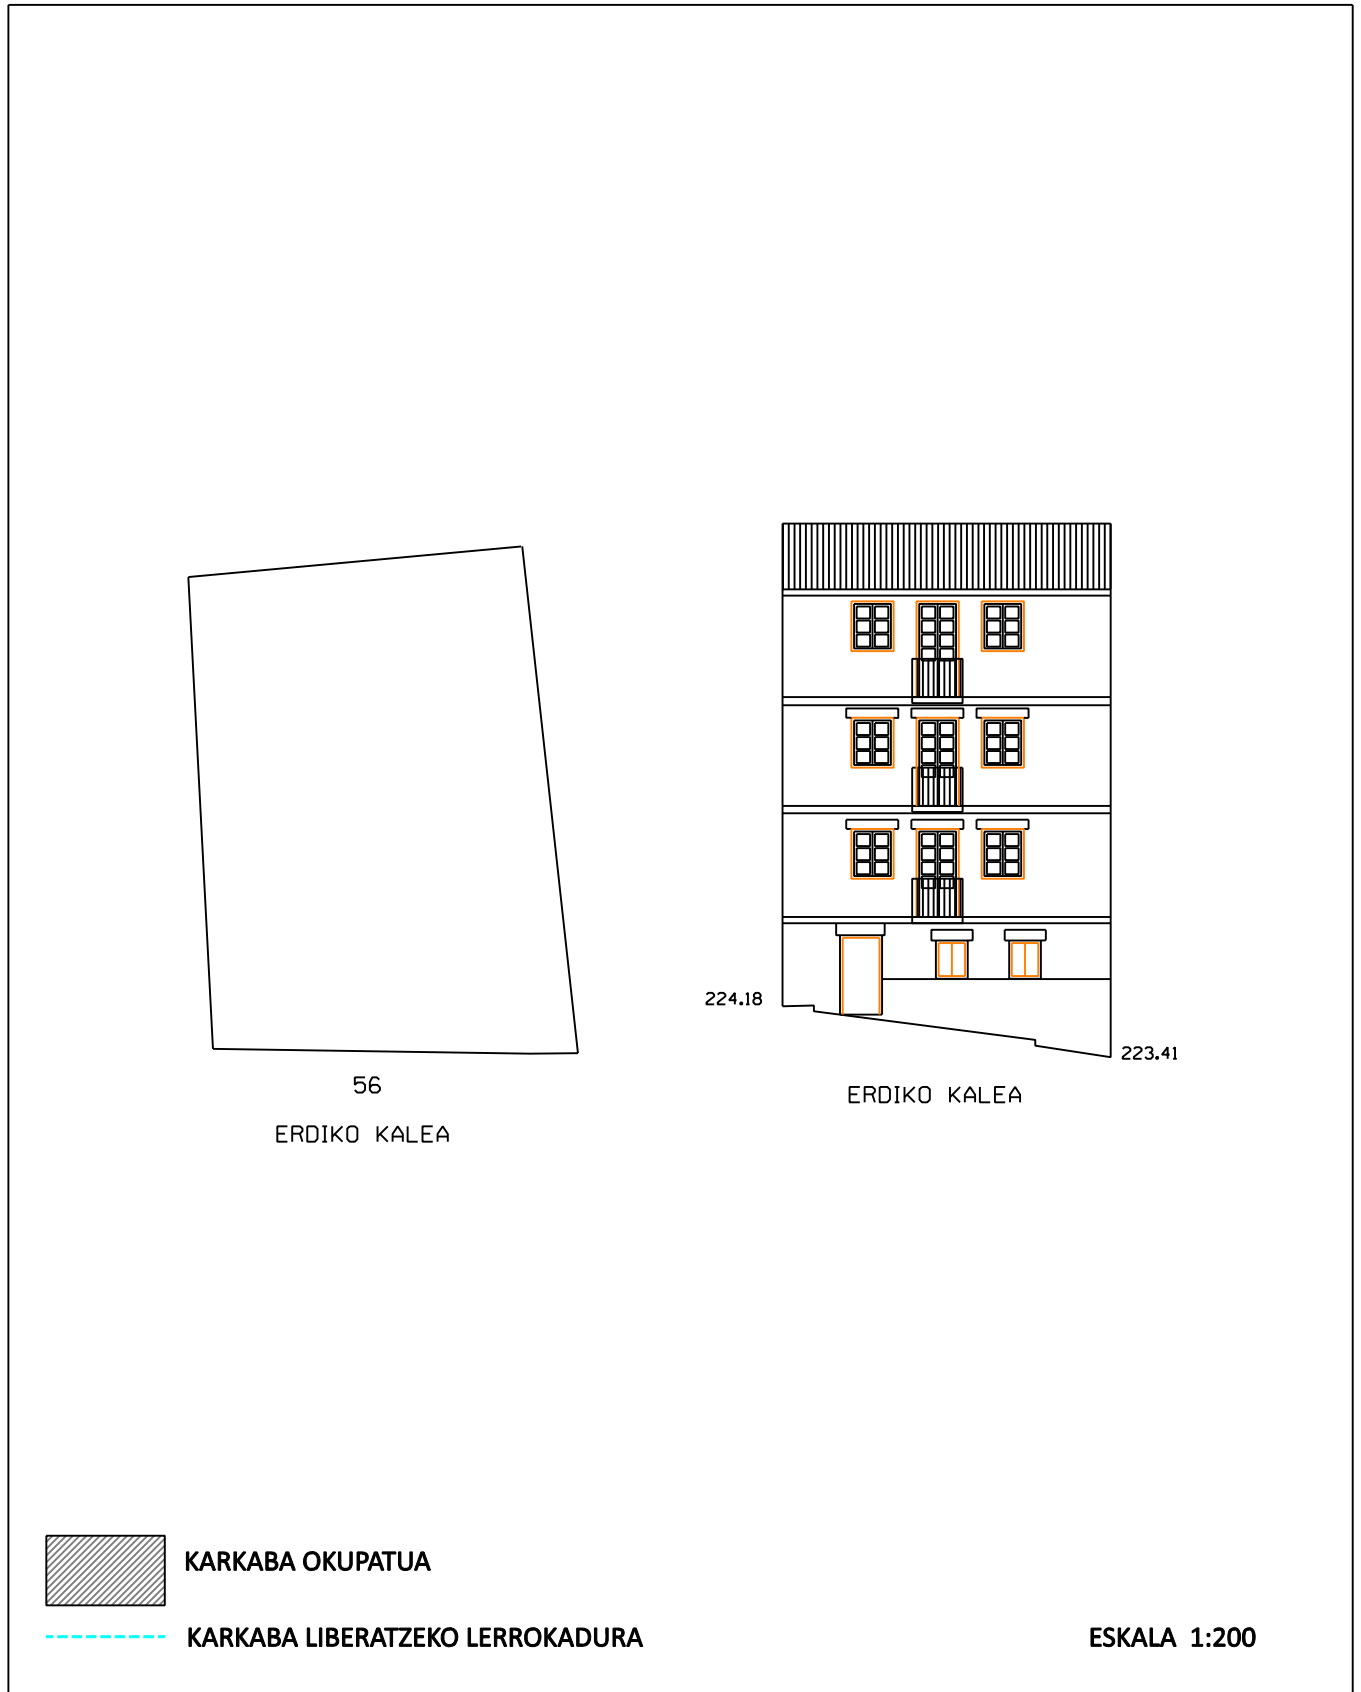 224.18
223.41
56
ERDIKO KALEA
ERDIKO KALEA
KARKABA OKUPATUA
KARKABA LIBERATZEKO LERROKADURA
ESKALA 1:200